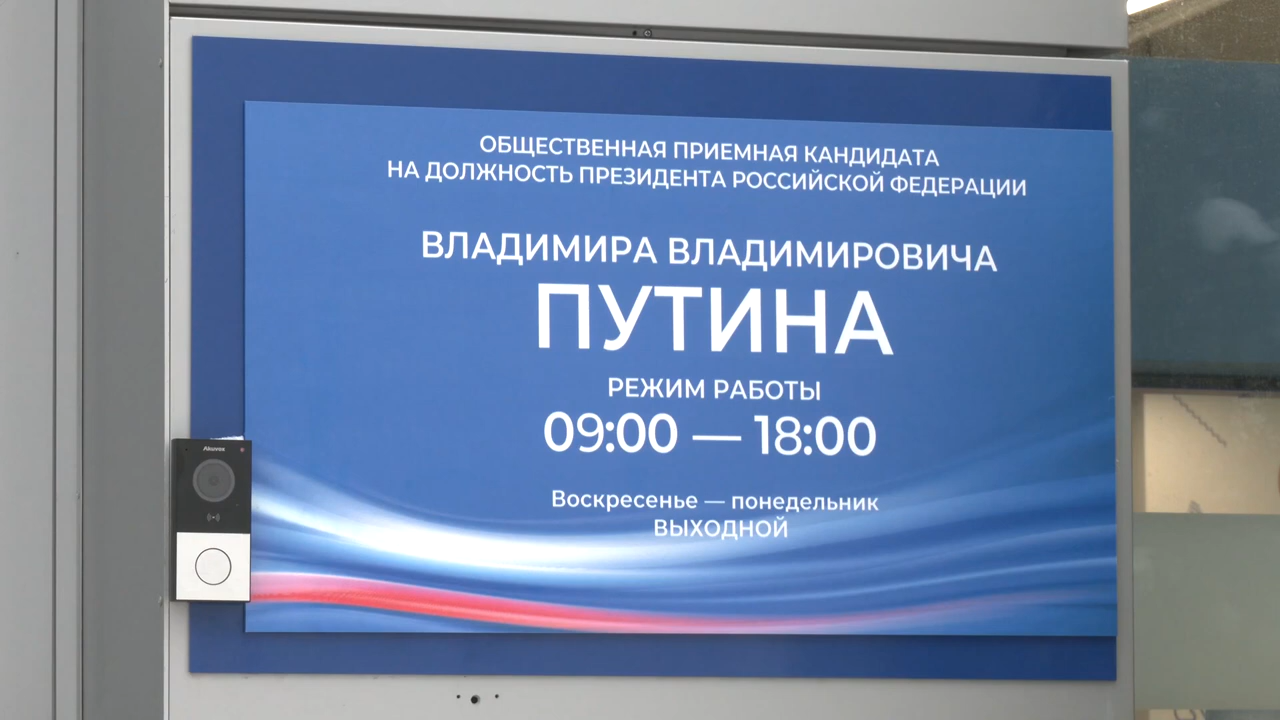 ОБЩЕСТВЕННАЯ ПРИЕМНАЯ КАНДИДАТА
НА ДОЛЖНОСТЬ ПРЕЗИДЕНТА РОССИЙСКОЙ ФЕДЕРАЦИИ
ВЛАДИМИРА ВЛАДИМИРОВИЧА
ПУТИНА
РЕЖИМ РАБОТЫ
09:00 — 18:00
Воскресенье — понедельник
ВЫХОДНОЙ
Akuvox